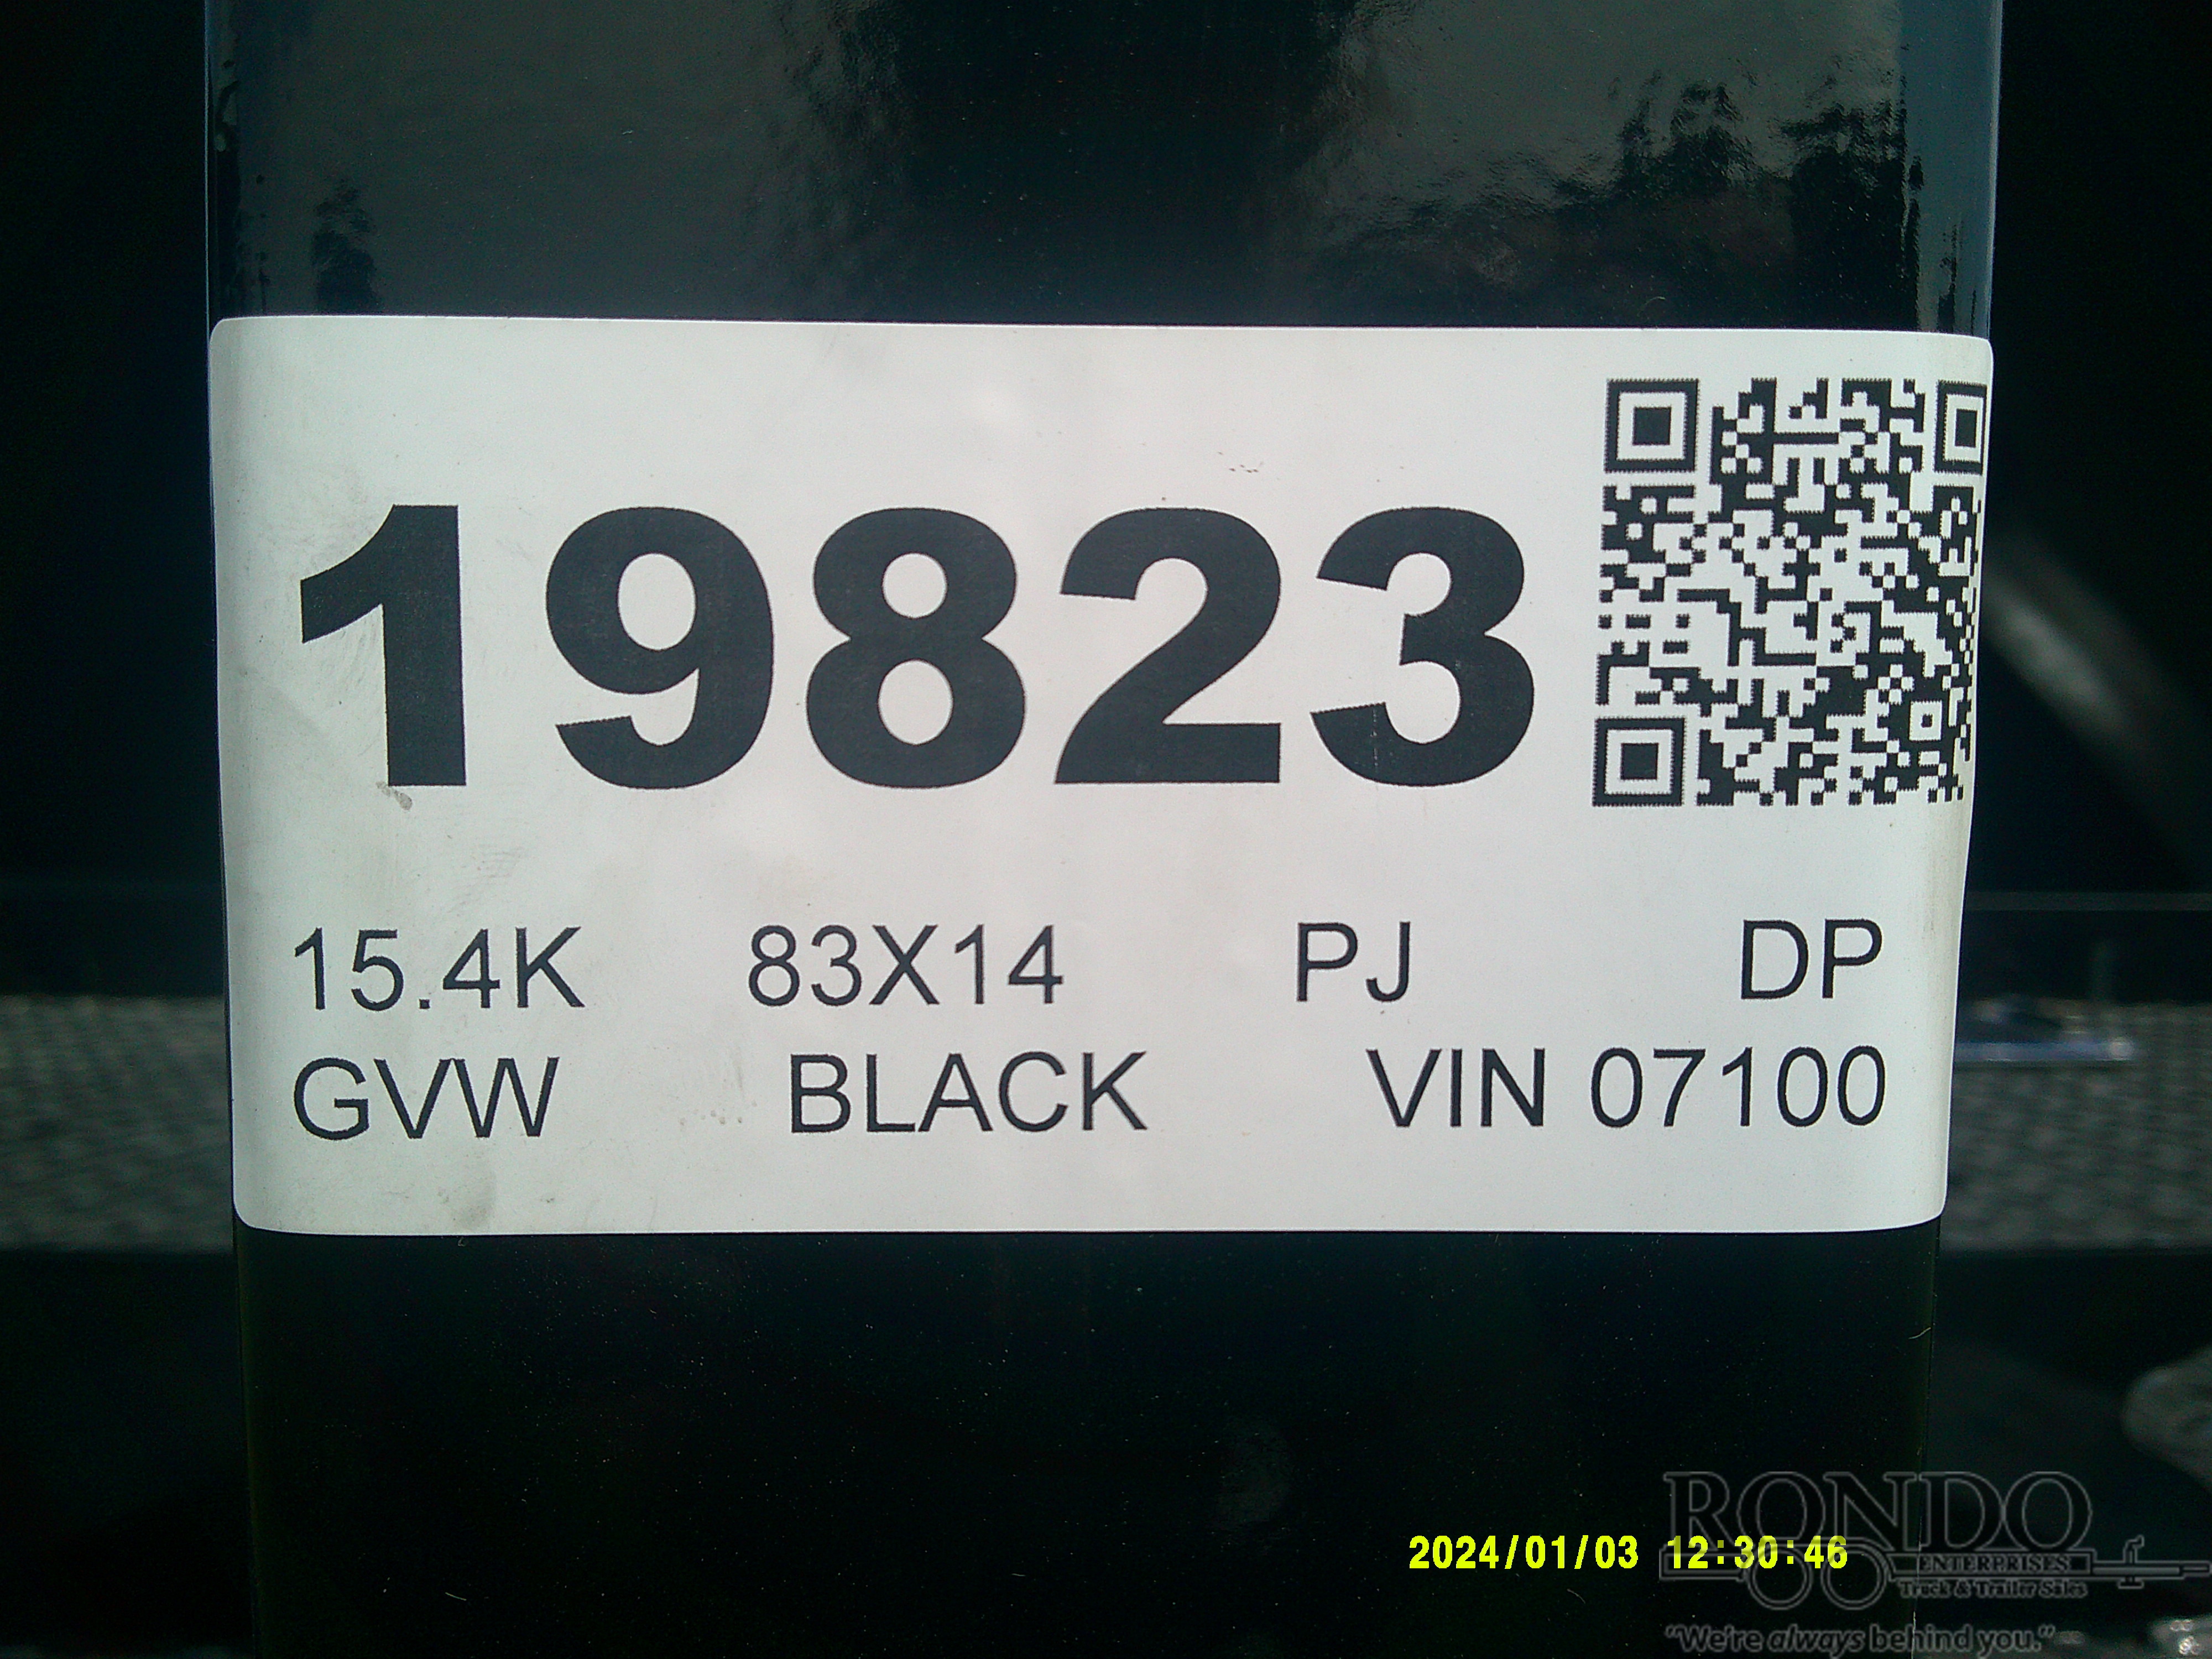 19823
15.4K 83X14 PJ DP
GVW BLACK VIN 07100
2024/01/03 12:30:46
RONDO
ENTERPRISES
Truck & Trailer Sales
"We're always behind you."